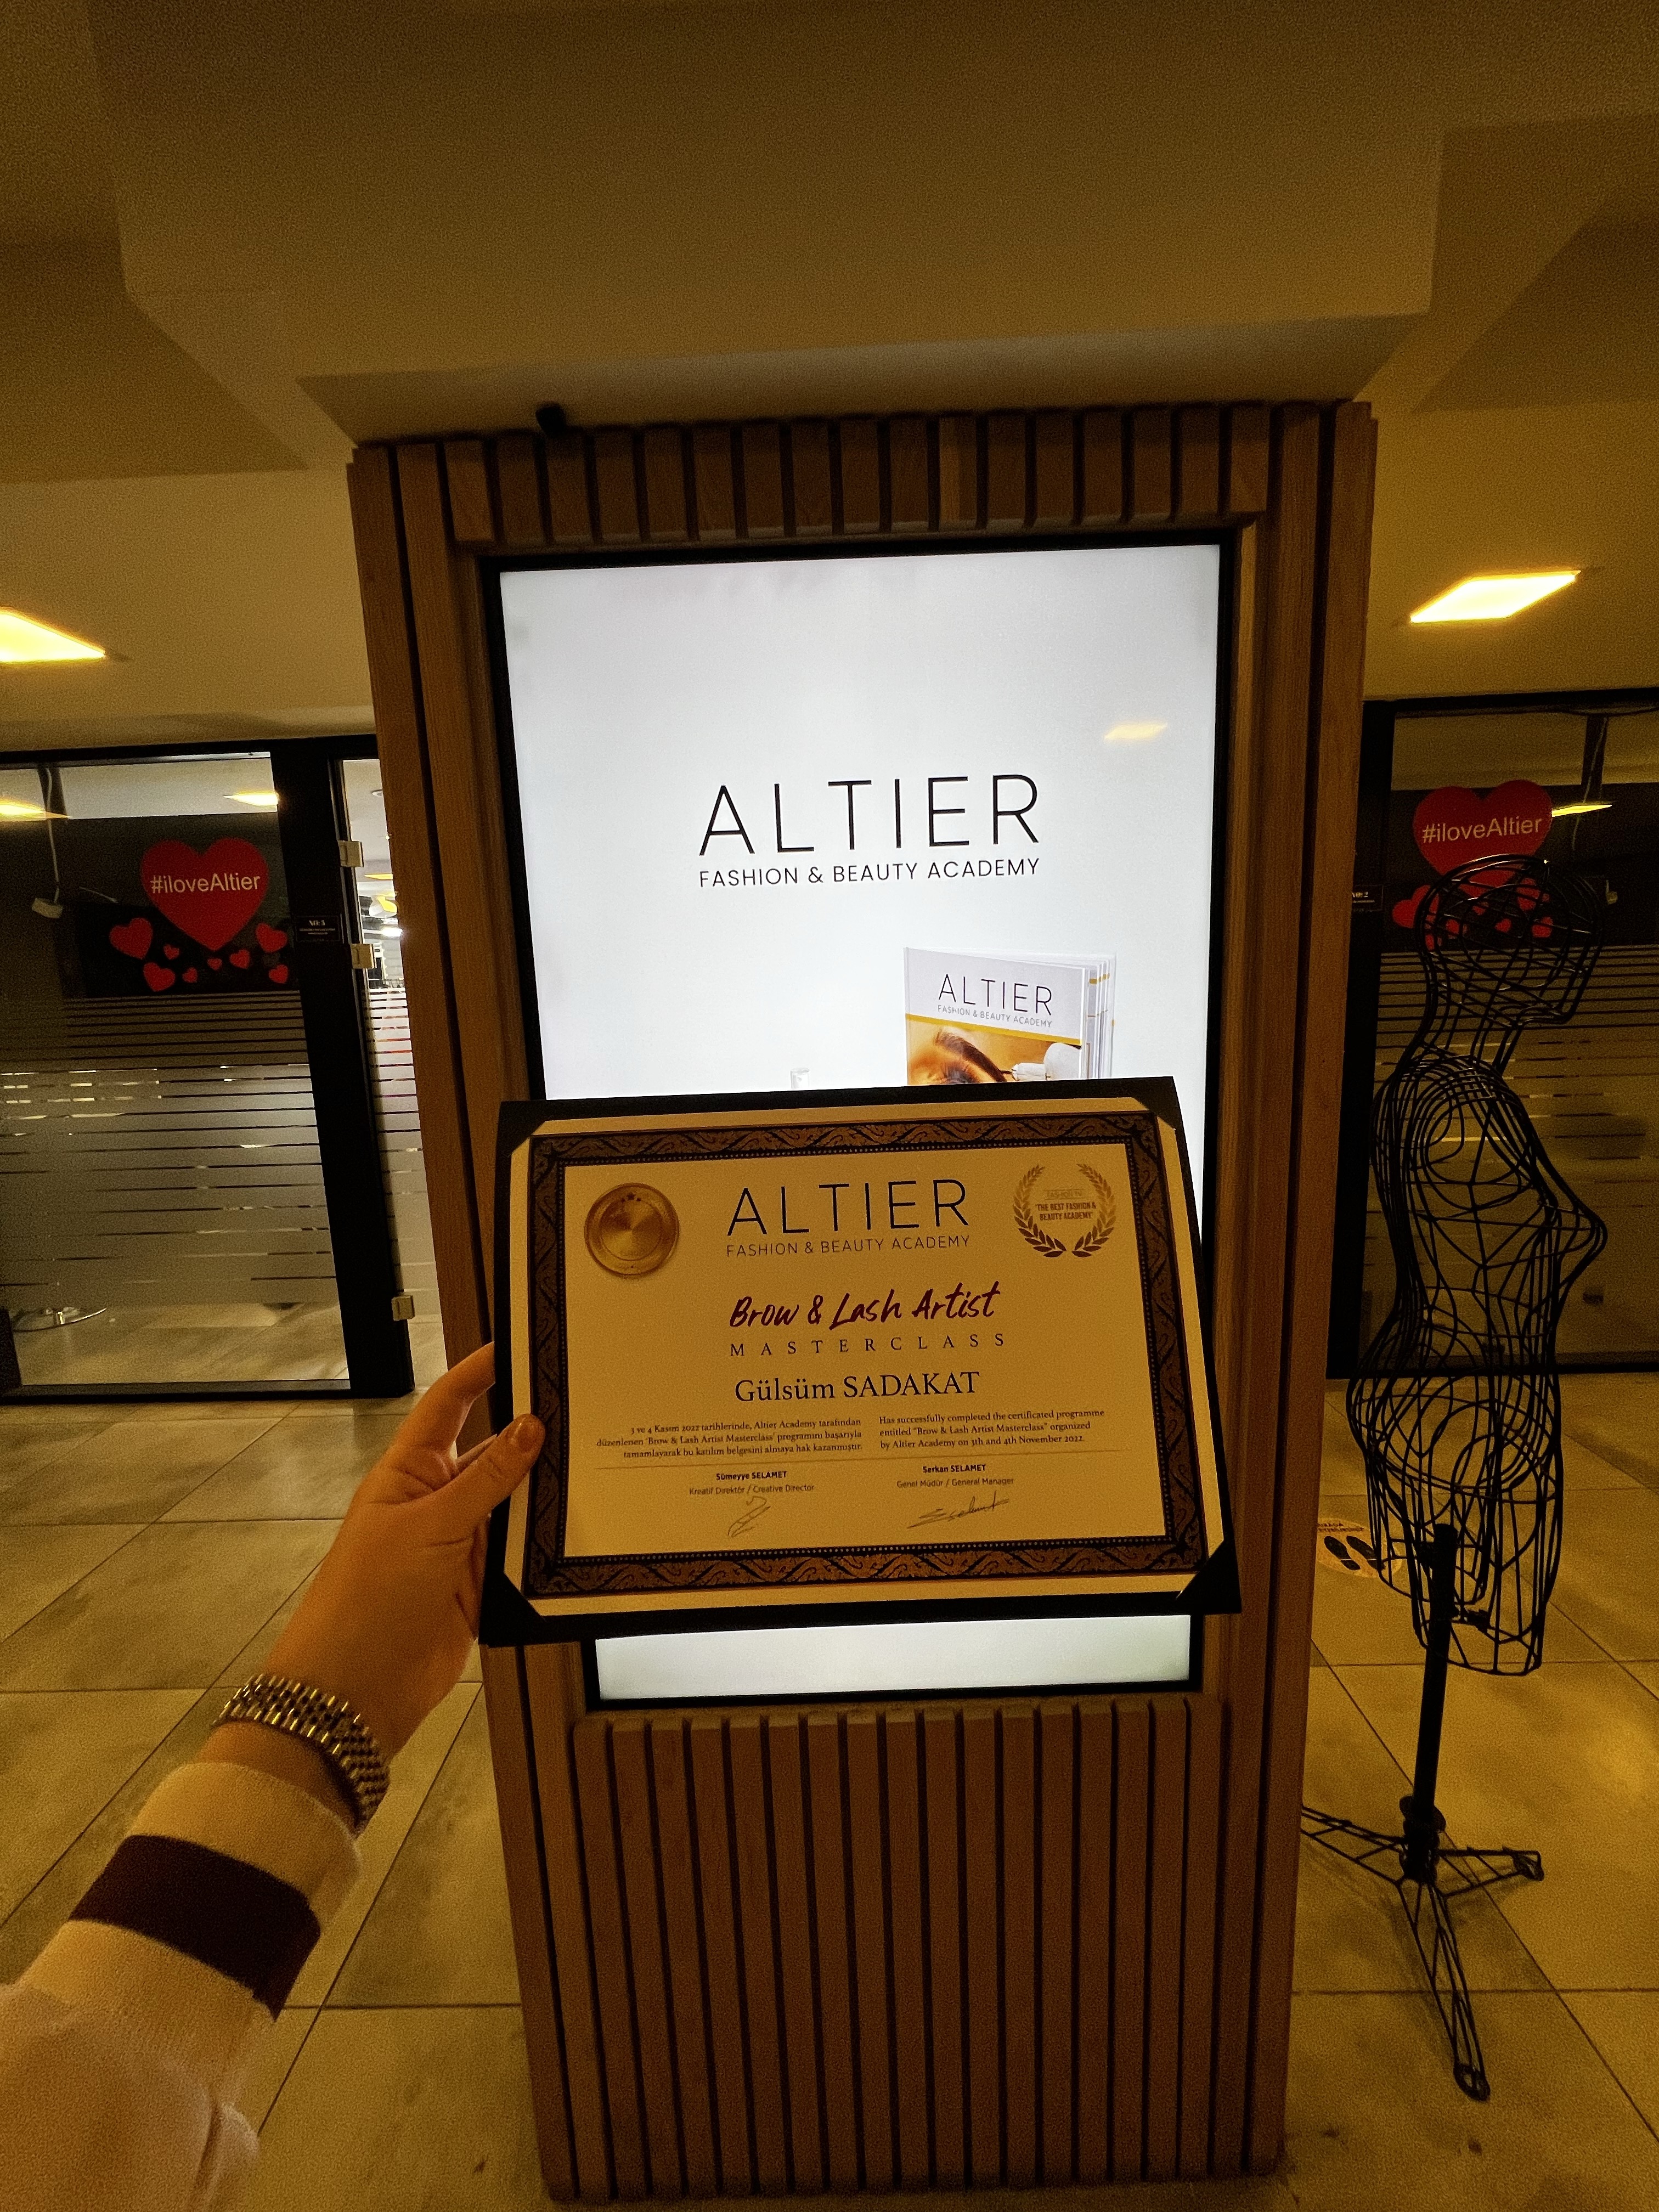 ALTIER
FASHION & BEAUTY ACADEMY
#iloveAltier
#iloveAltier
ALTIER
FASHION & BEAUTY ACADEMY
ALTIER
FASHION & BEAUTY ACADEMY
"THE BEST FASHION &
BEAUTY ACADEMY"
Brow & Lash Artist
MASTERCLASS
Gülsüm SADAKAT
3 ve 4 Kasım 2022 tarihlerinde, Altier Academy tarafından
düzenlenen 'Brow & Lash Artist Masterclass' programını başarıyla
tamamlayarak bu katılım belgesini almaya hak kazanmıştır.
Has successfully completed the certificated programme
entitled "Brow & Lash Artist Masterclass" organized
by Altier Academy on and 4th November 2022.
Sümeyye SELAMET
Kreatif Direktör / Creative Director
Serkan SELAMET
Genel Müdür / General Manager